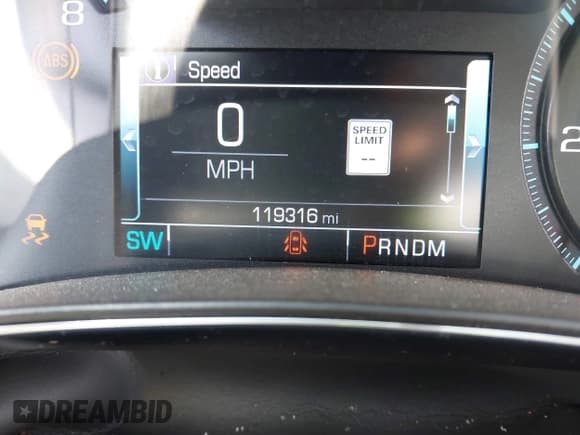 8
ABS
Speed
0
MPH
SPEED
LIMIT
--
2
119316 mi
SW
PRNDM
DREAMBID